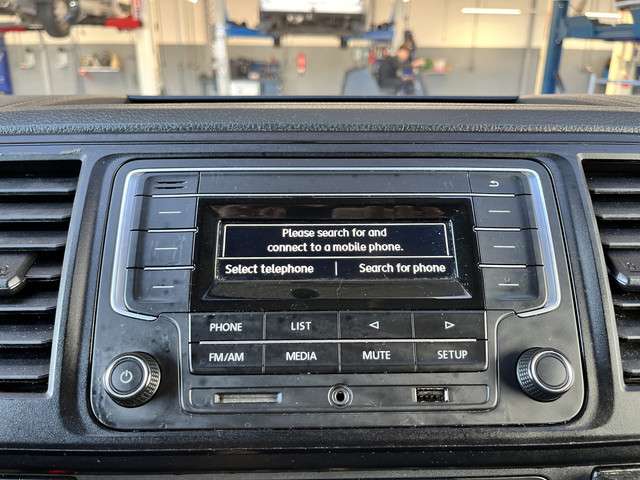 Please search for and
connect to a mobile phone.
Select telephone | Search for phone
PHONE LIST
FM/AM MEDIA MUTE SETUP